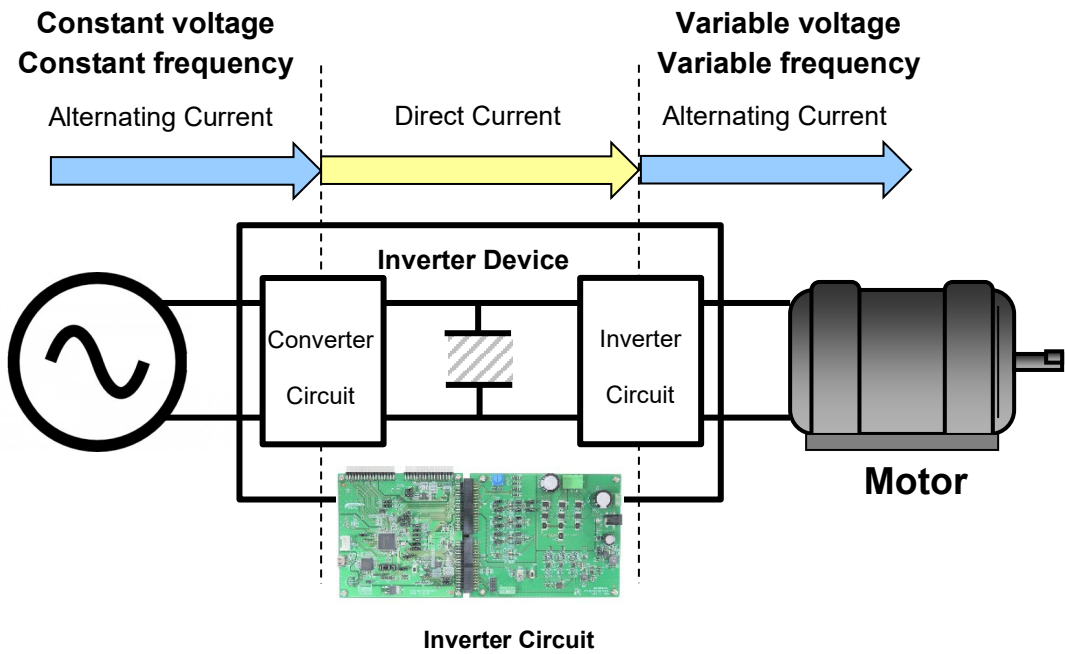 Constant voltage
Constant frequency
Variable voltage
Variable frequency
Alternating Current
Direct Current
Alternating Current
Inverter Device
Converter
Circuit
Inverter
Circuit
Motor
Inverter Circuit